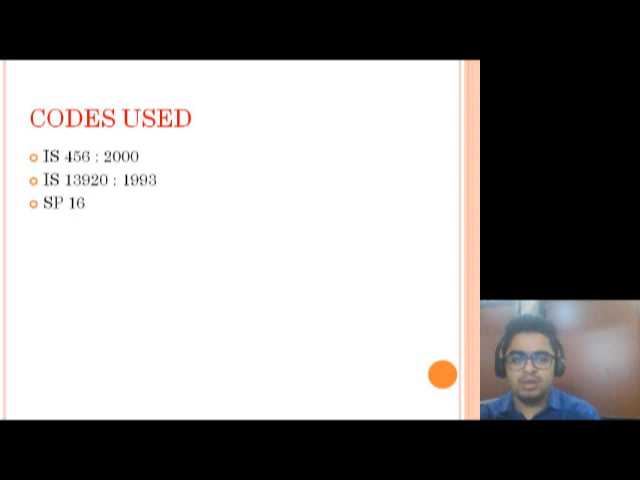 CODES USED
IS 456 : 2000
IS 13920 : 1993
SP 16